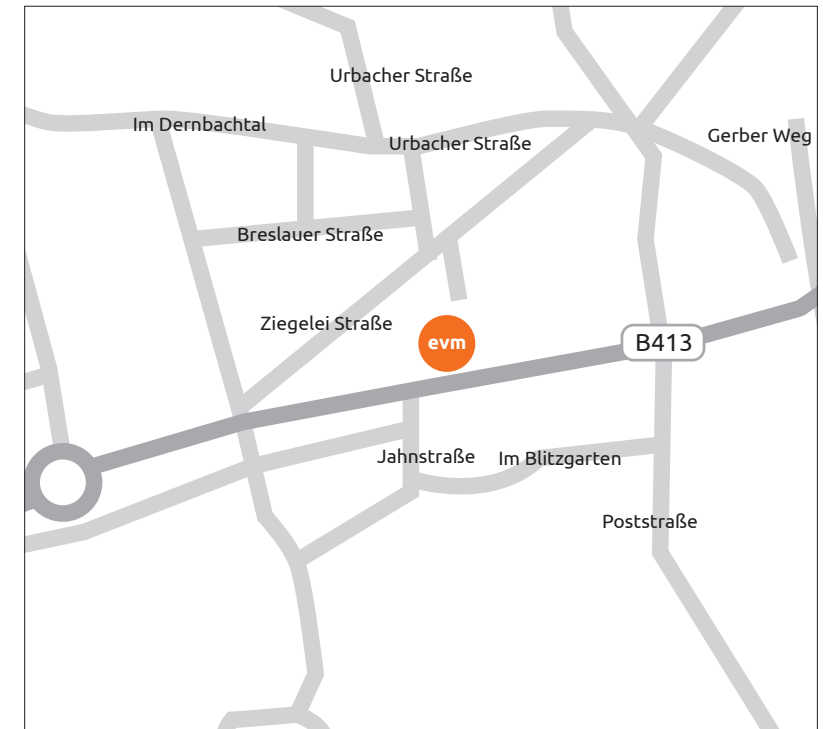 Urbacher Straße
Im Dernbachtal
Urbacher Straße
Gerber Weg
Breslauer Straße
Ziegelei Straße
evm
B413
Jahnstraße
Im Blitzgarten
Poststraße